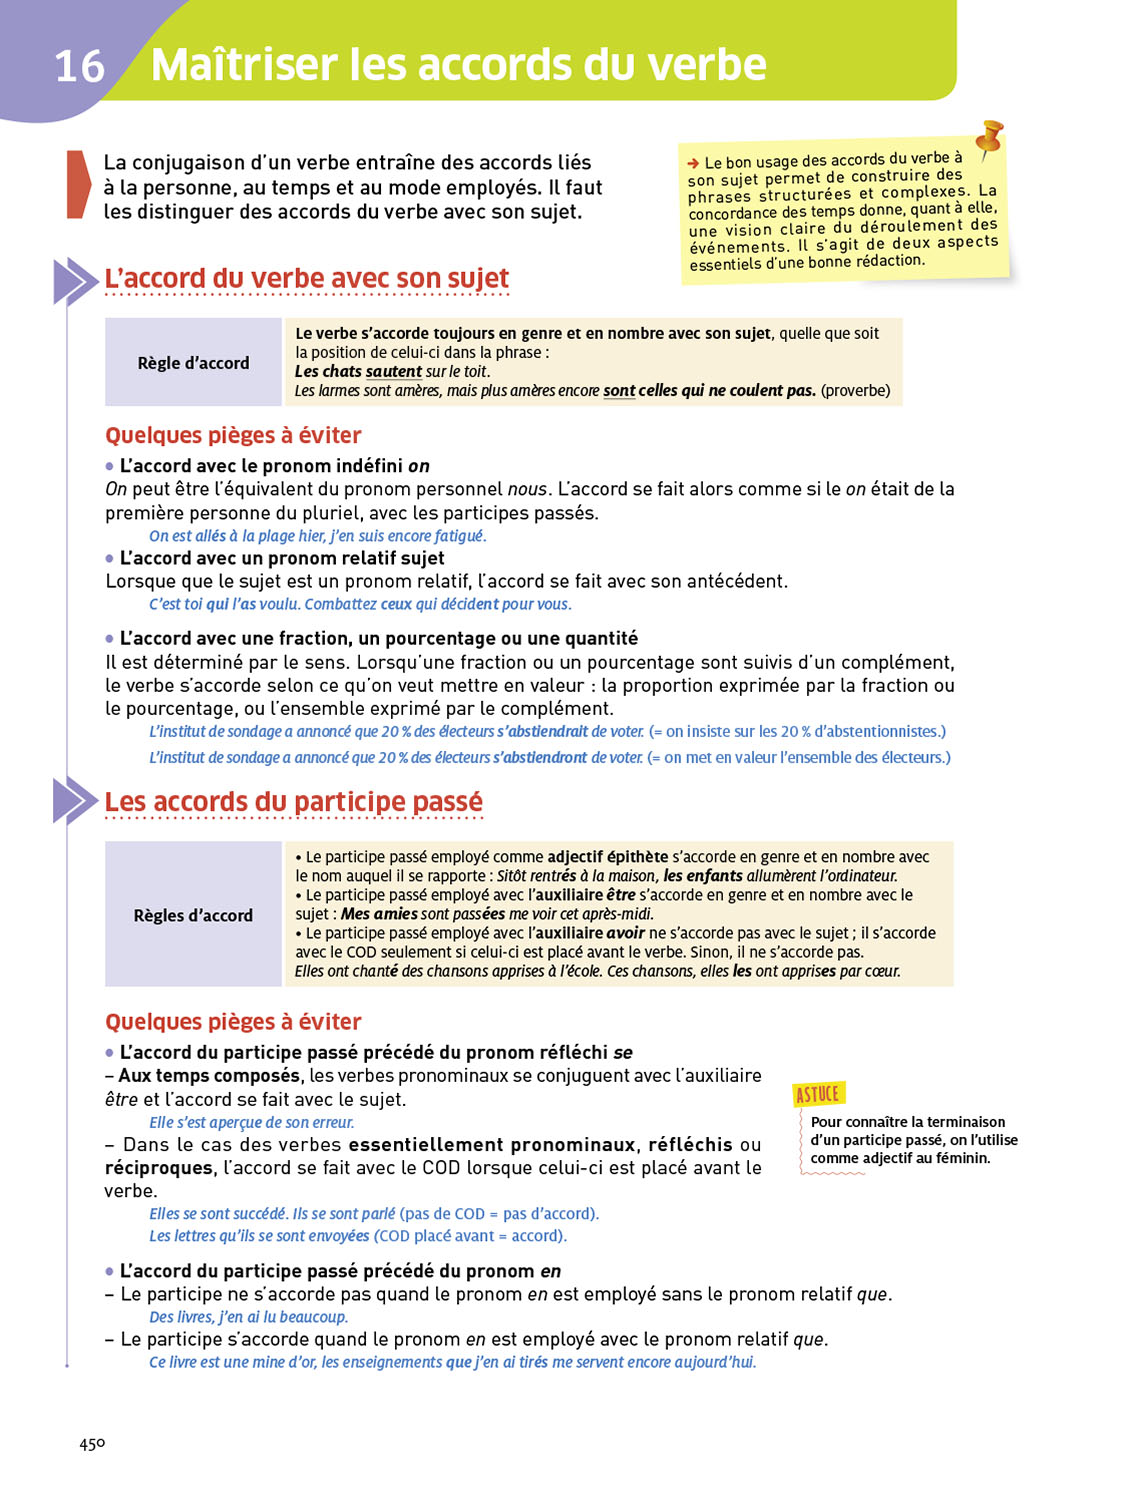 16
Maîtriser les accords du verbe
La conjugaison d’un verbe entraîne des accords liés
à la personne, au temps et au mode employés. Il faut
les distinguer des accords du verbe avec son sujet.
→ Le bon usage des accords du verbe à
son sujet permet de construire des
phrases structurées et complexes. La
concordance des temps donne, quant à elle,
une vision claire du déroulement des
événements. Il s’agit de deux aspects
essentiels d’une bonne rédaction.
L’accord du verbe avec son sujet
Règle d’accord
Le verbe s’accorde toujours en genre et en nombre avec son sujet, quelle que soit
la position de celui-ci dans la phrase :
Les chats sautent sur le toit.
Les larmes sont amères, mais plus amères encore sont celles qui ne coulent pas. (proverbe)
Quelques pièges à éviter
• L’accord avec le pronom indéfini on
On peut être l’équivalent du pronom personnel nous. L’accord se fait alors comme si le on était de la
première personne du pluriel, avec les participes passés.
On est allés à la plage hier, j’en suis encore fatigué.
• L’accord avec un pronom relatif sujet
Lorsque que le sujet est un pronom relatif, l’accord se fait avec son antécédent.
C’est toi qui l’as voulu. Combattez ceux qui décident pour vous.
• L’accord avec une fraction, un pourcentage ou une quantité
Il est déterminé par le sens. Lorsqu’une fraction ou un pourcentage sont suivis d’un complément,
le verbe s’accorde selon ce qu’on veut mettre en valeur : la proportion exprimée par la fraction ou
le pourcentage, ou l’ensemble exprimé par le complément.
L’institut de sondage a annoncé que 20 % des électeurs s’abstiendrait de voter. (= on insiste sur les 20 % d’abstentionnistes.)
L’institut de sondage a annoncé que 20 % des électeurs s’abstiendront de voter. (= on met en valeur l’ensemble des électeurs.)
Les accords du participe passé
Règles d’accord
• Le participe passé employé comme adjectif épithète s’accorde en genre et en nombre avec
le nom auquel il se rapporte : Sitôt rentrés à la maison, les enfants allumèrent l’ordinateur.
• Le participe passé employé avec l’auxiliaire être s’accorde en genre et en nombre avec le
sujet : Mes amies sont passées me voir cet après-midi.
• Le participe passé employé avec l’auxiliaire avoir ne s’accorde pas avec le sujet ; il s’accorde
avec le COD seulement si celui-ci est placé avant le verbe. Sinon, il ne s’accorde pas.
Elles ont chanté des chansons apprises à l’école. Ces chansons, elles les ont apprises par cœur.
Quelques pièges à éviter
• L’accord du participe passé précédé du pronom réfléchi se
– Aux temps composés, les verbes pronominaux se conjuguent avec l’auxiliaire
être et l’accord se fait avec le sujet.
Elle s’est aperçue de son erreur.
– Dans le cas des verbes essentiellement pronominaux, réfléchis ou
réciproques, l’accord se fait avec le COD lorsque celui-ci est placé avant le
verbe.
Elles se sont succédé. Ils se sont parlé (pas de COD = pas d’accord).
Les lettres qu’ils se sont envoyées (COD placé avant = accord).
ASTUCE
Pour connaître la terminaison
d’un participe passé, on l’utilise
comme adjectif au féminin.
• L’accord du participe passé précédé du pronom en
– Le participe ne s’accorde pas quand le pronom en est employé sans le pronom relatif que.
Des livres, j’en ai lu beaucoup.
– Le participe s’accorde quand le pronom en est employé avec le pronom relatif que.
Ce livre est une mine d’or, les enseignements que j’en ai tirés me servent encore aujourd’hui.
450